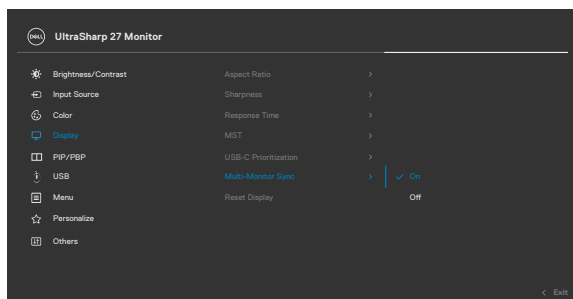 DELL UltraSharp 27 Monitor
Brightness/Contrast Aspect Ratio >
Input Source Sharpness >
Color Response Time >
Display MST >
PIP/PBP USB-C Prioritization >
USB Multi-Monitor Sync > ✓ On
Menu Reset Display Off
Personalize
Others
< Exit